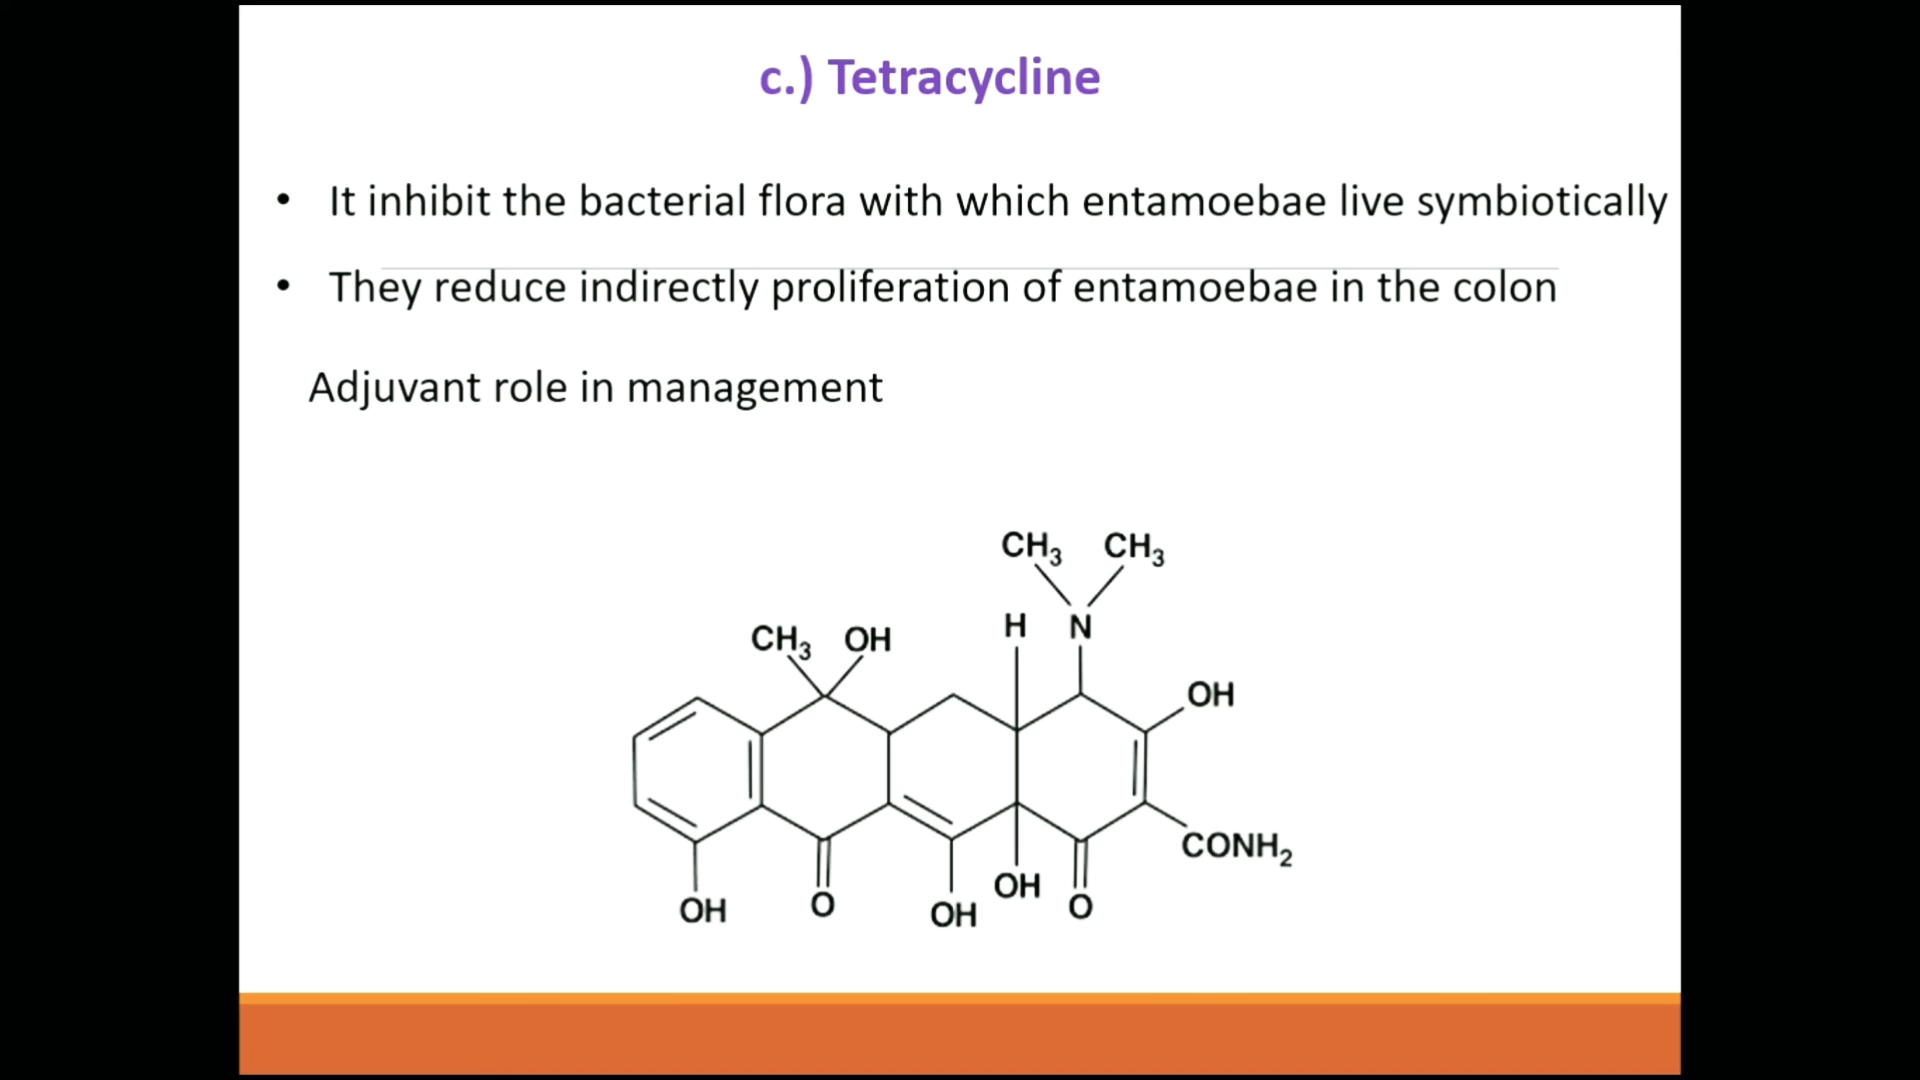 c.) Tetracycline
• It inhibit the bacterial flora with which entamoebae live symbiotically
• They reduce indirectly proliferation of entamoebae in the colon
Adjuvant role in management
CH3 CH3
H N
CH3 OH
OH
CONH2
OH O OH OH O